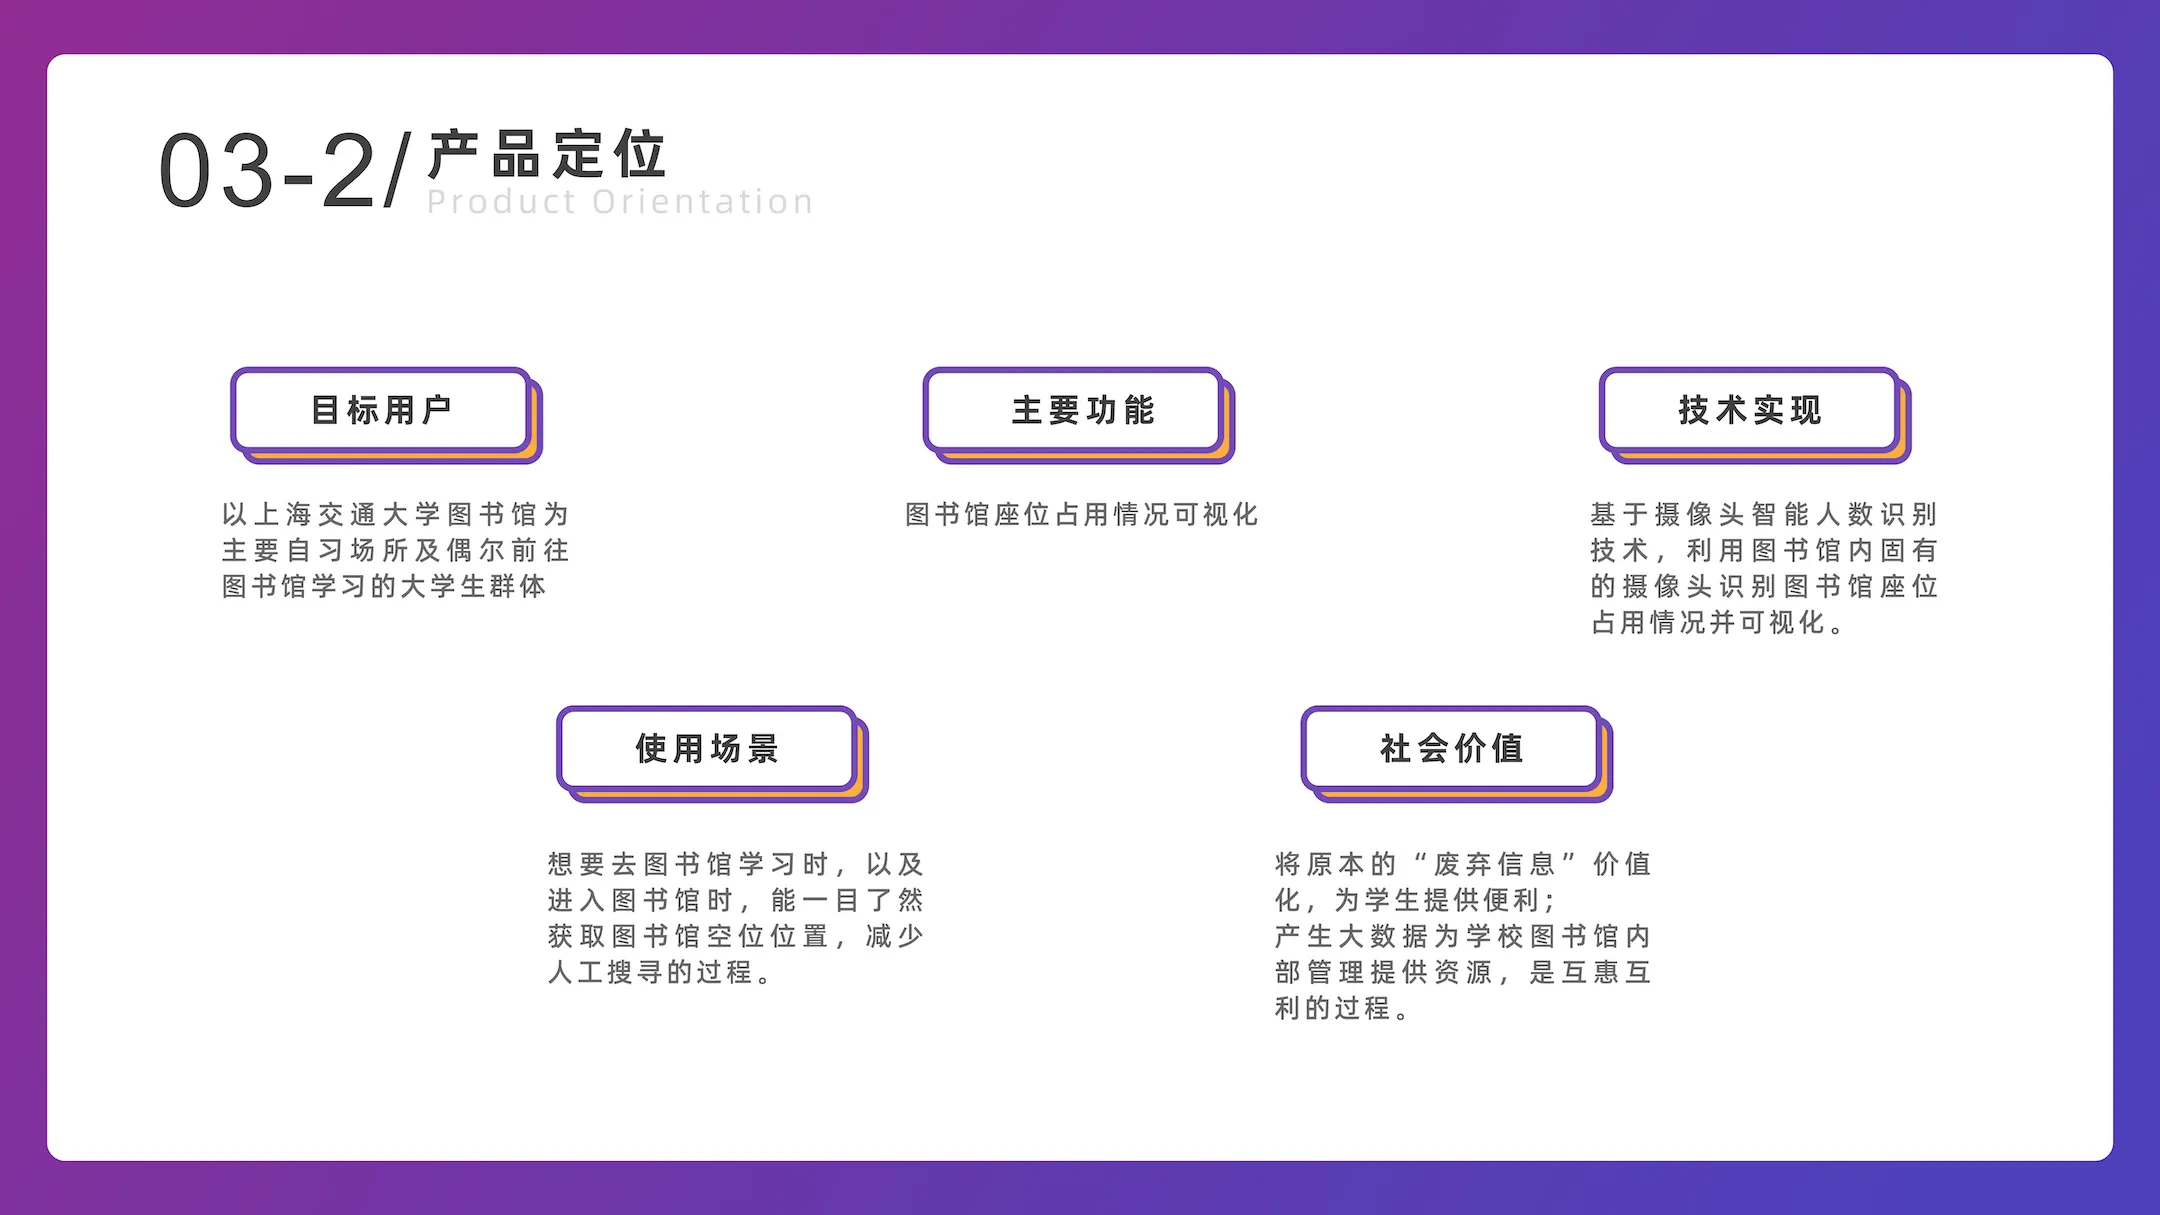 03-2/
产品定位
Product Orientation
目标用户
以上海交通大学图书馆为
主要自习场所及偶尔前往
图书馆学习的大学生群体
主要功能
图书馆座位占用情况可视化
技术实现
基于摄像头智能人数识别
技术，利用图书馆内固有
的摄像头识别图书馆座位
占用情况并可视化。
使用场景
想要去图书馆学习时，以及
进入图书馆时，能一目了然
获取图书馆空位位置，减少
人工搜寻的过程。
社会价值
将原本的“废弃信息”价值
化，为学生提供便利；
产生大数据为学校图书馆内
部管理提供资源，是互惠互
利的过程。